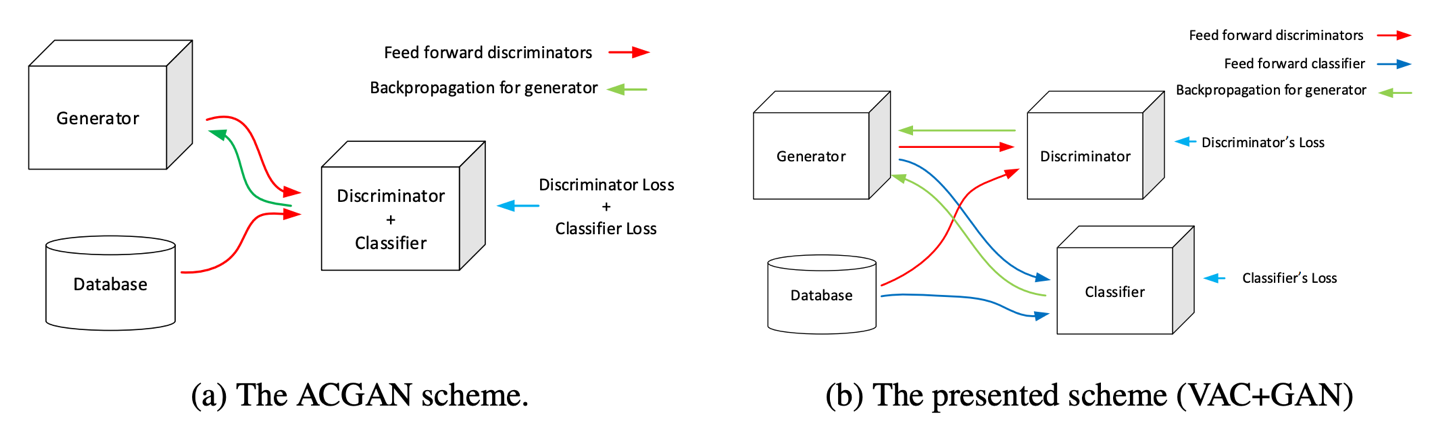 Feed forward discriminators
Backpropagation for generator
Generator
Discriminator
+
Classifier
Discriminator Loss
+
Classifier Loss
Database
(a) The ACGAN scheme.
Feed forward discriminators
Feed forward classifier
Backpropagation for generator
Generator
Discriminator
Discriminator’s Loss
Database
Classifier
Classifier’s Loss
(b) The presented scheme (VAC+GAN)